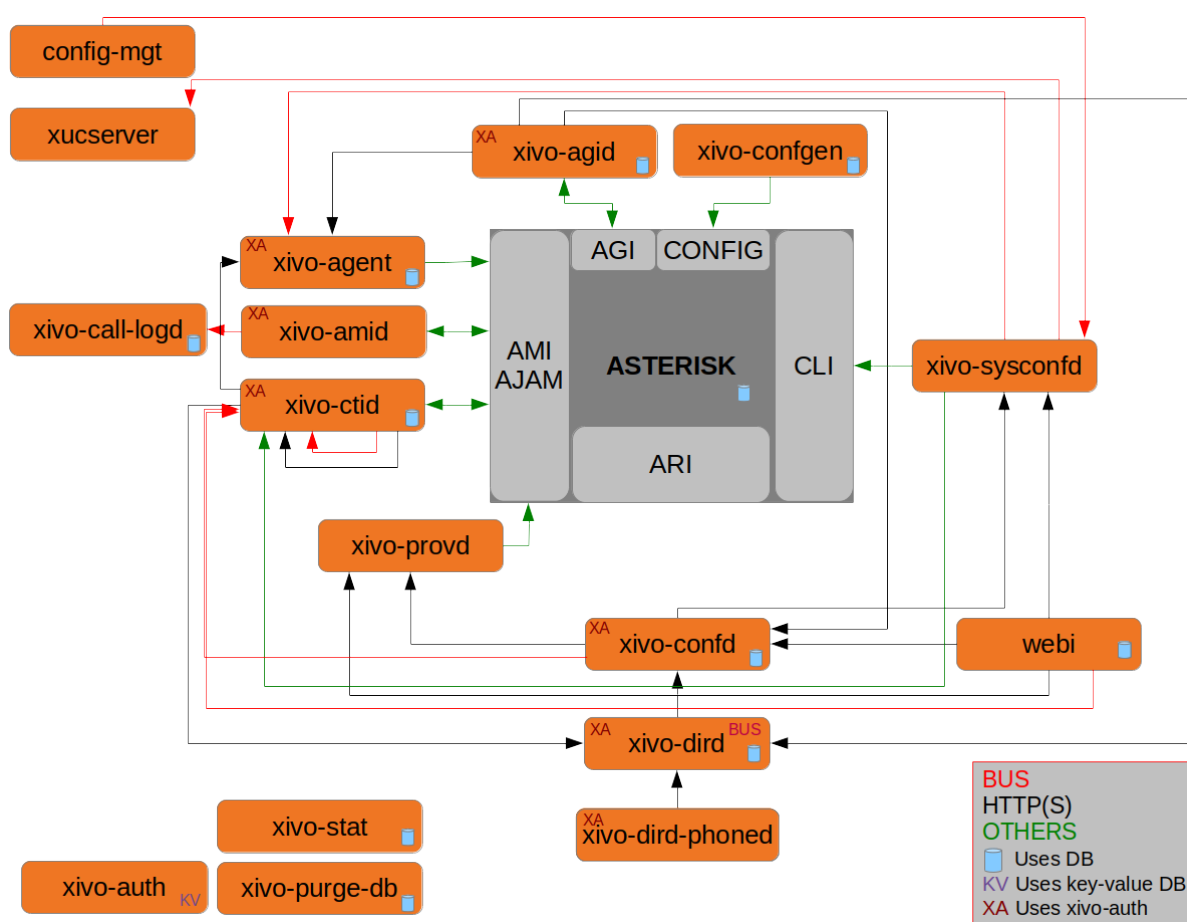 config-mgt
xucserver
XA
xivo-agid
xivo-confgen
AGI
CONFIG
XA
xivo-agent
xivo-call-logd
XA
xivo-amid
AMI
AJAM
ASTERISK
CLI
xivo-sysconfd
XA
xivo-ctid
ARI
xivo-provd
XA
xivo-confd
webi
XA
BUS
xivo-dird
XA
xivo-dird-phoned
xivo-stat
xivo-auth
KV
xivo-purge-db
BUS
HTTP(S)
OTHERS
Uses DB
KV Uses key-value DB
XA Uses xivo-auth